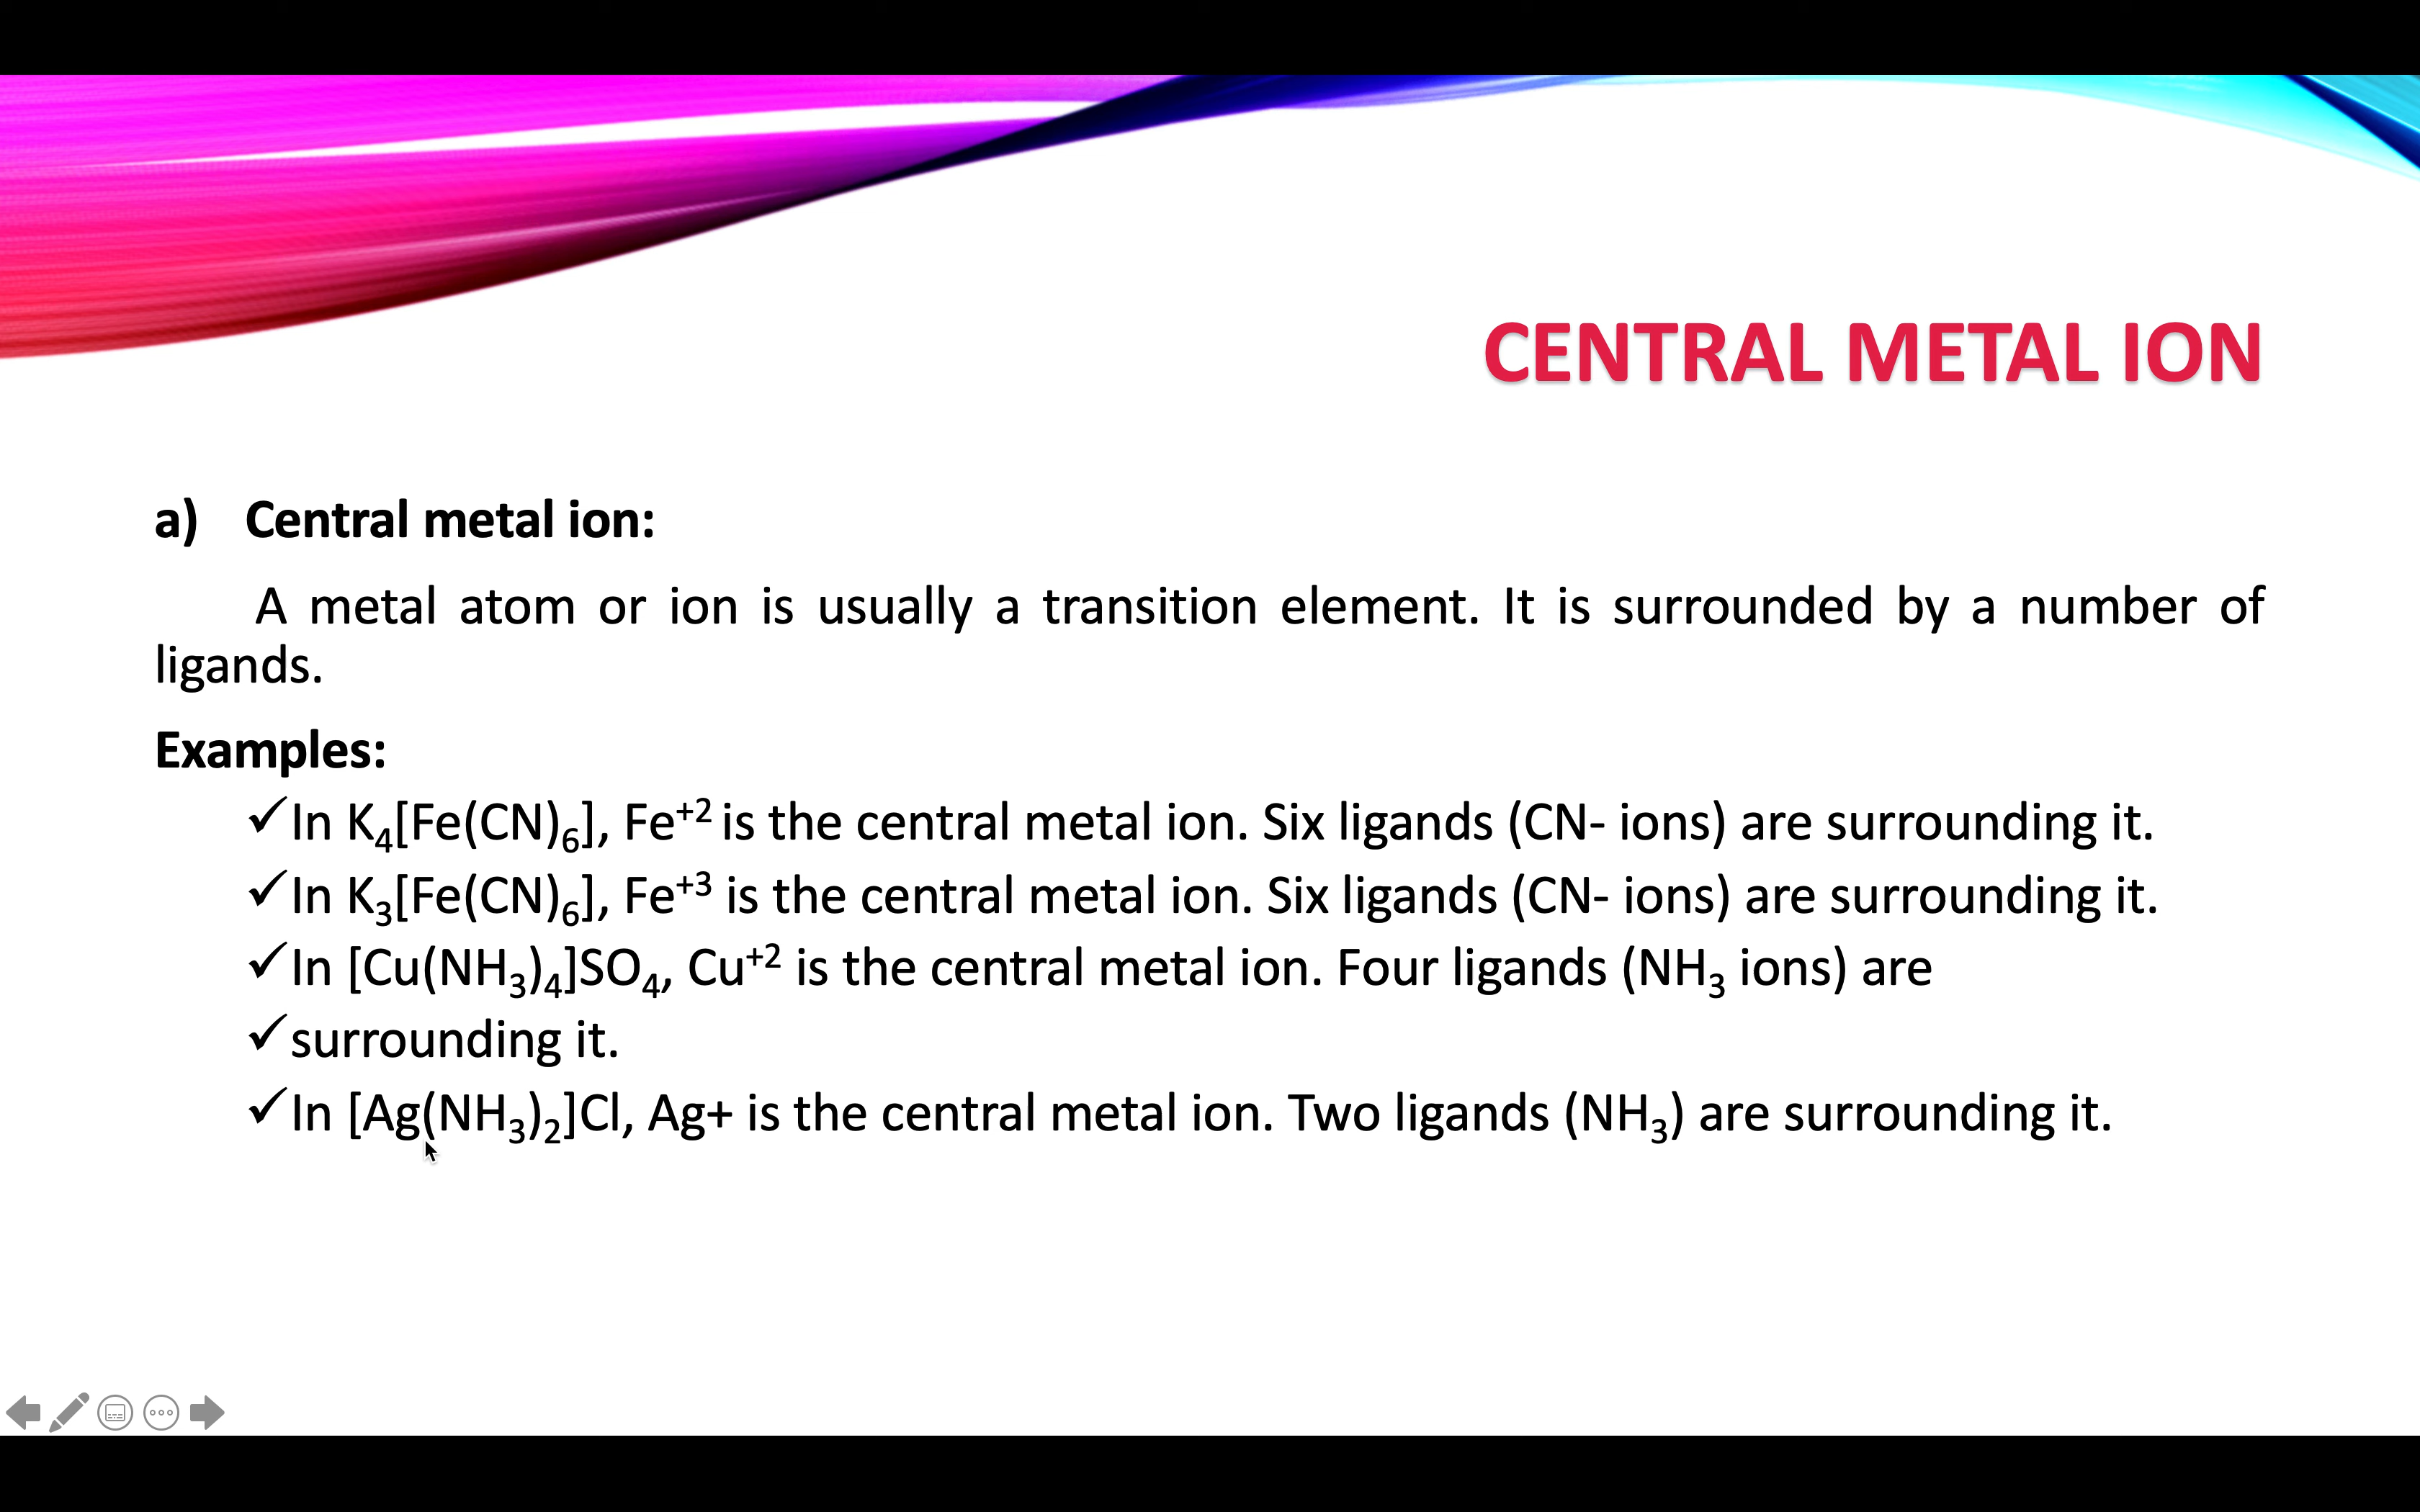 CENTRAL METAL ION
a) Central metal ion:
A metal atom or ion is usually a transition element. It is surrounded by a number of
ligands.
Examples:
✓In K₄[Fe(CN)₆], Fe⁺² is the central metal ion. Six ligands (CN- ions) are surrounding it.
✓In K₃[Fe(CN)₆], Fe⁺³ is the central metal ion. Six ligands (CN- ions) are surrounding it.
✓In [Cu(NH₃)₄]SO₄, Cu⁺² is the central metal ion. Four ligands (NH₃ ions) are
✓surrounding it.
✓In [Ag(NH₃)₂]Cl, Ag+ is the central metal ion. Two ligands (NH₃) are surrounding it.